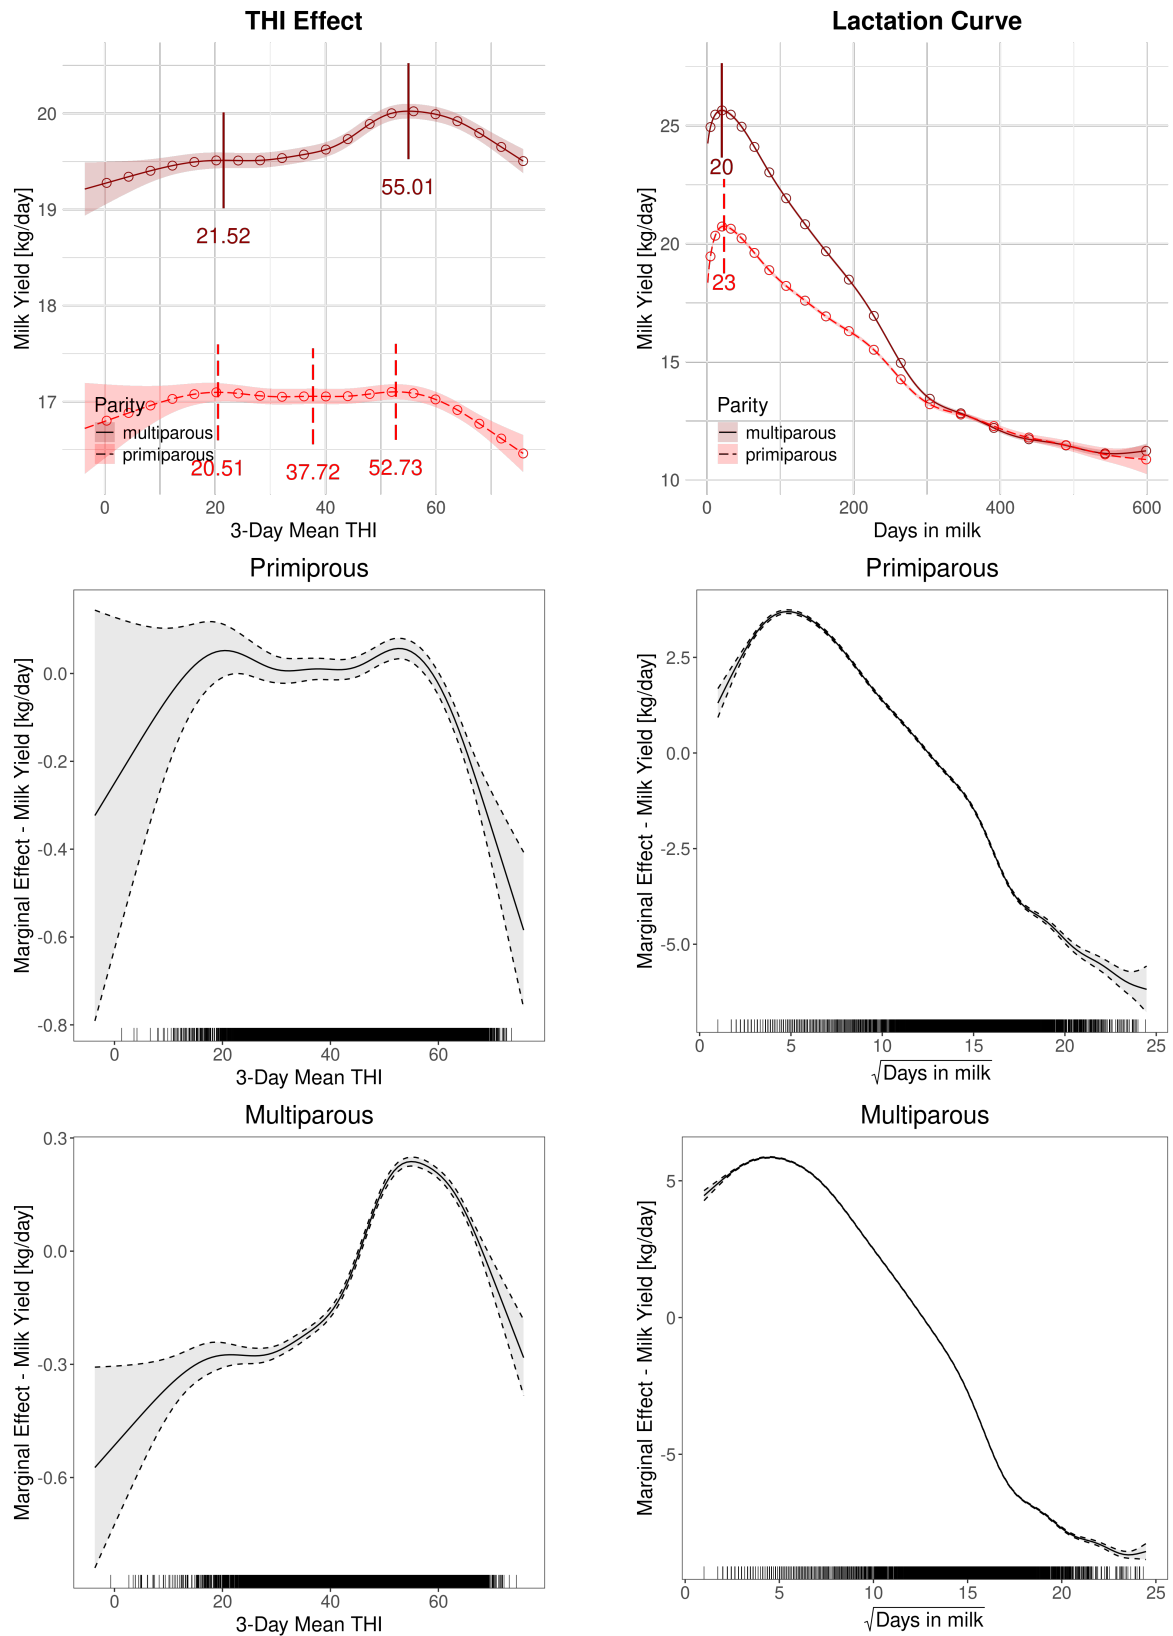 THI Effect
Milk Yield [kg/day]
20
19
18
17
21.52
55.01
20.51
37.72
52.73
Parity
multiparous
primiparous
0
20
40
60
3-Day Mean THI
Lactation Curve
Milk Yield [kg/day]
25
20
15
10
20
23
Parity
multiparous
primiparous
0
200
400
600
Days in milk
Primiprous
Marginal Effect - Milk Yield [kg/day]
0.0
-0.2
-0.4
-0.6
-0.8
0
20
40
60
3-Day Mean THI
Primiparous
Marginal Effect - Milk Yield [kg/day]
2.5
0.0
-2.5
-5.0
0
5
10
15
20
25
√Days in milk
Multiparous
Marginal Effect - Milk Yield [kg/day]
0.3
0.0
-0.3
-0.6
0
20
40
60
3-Day Mean THI
Multiparous
Marginal Effect - Milk Yield [kg/day]
5
0
-5
0
5
10
15
20
25
√Days in milk